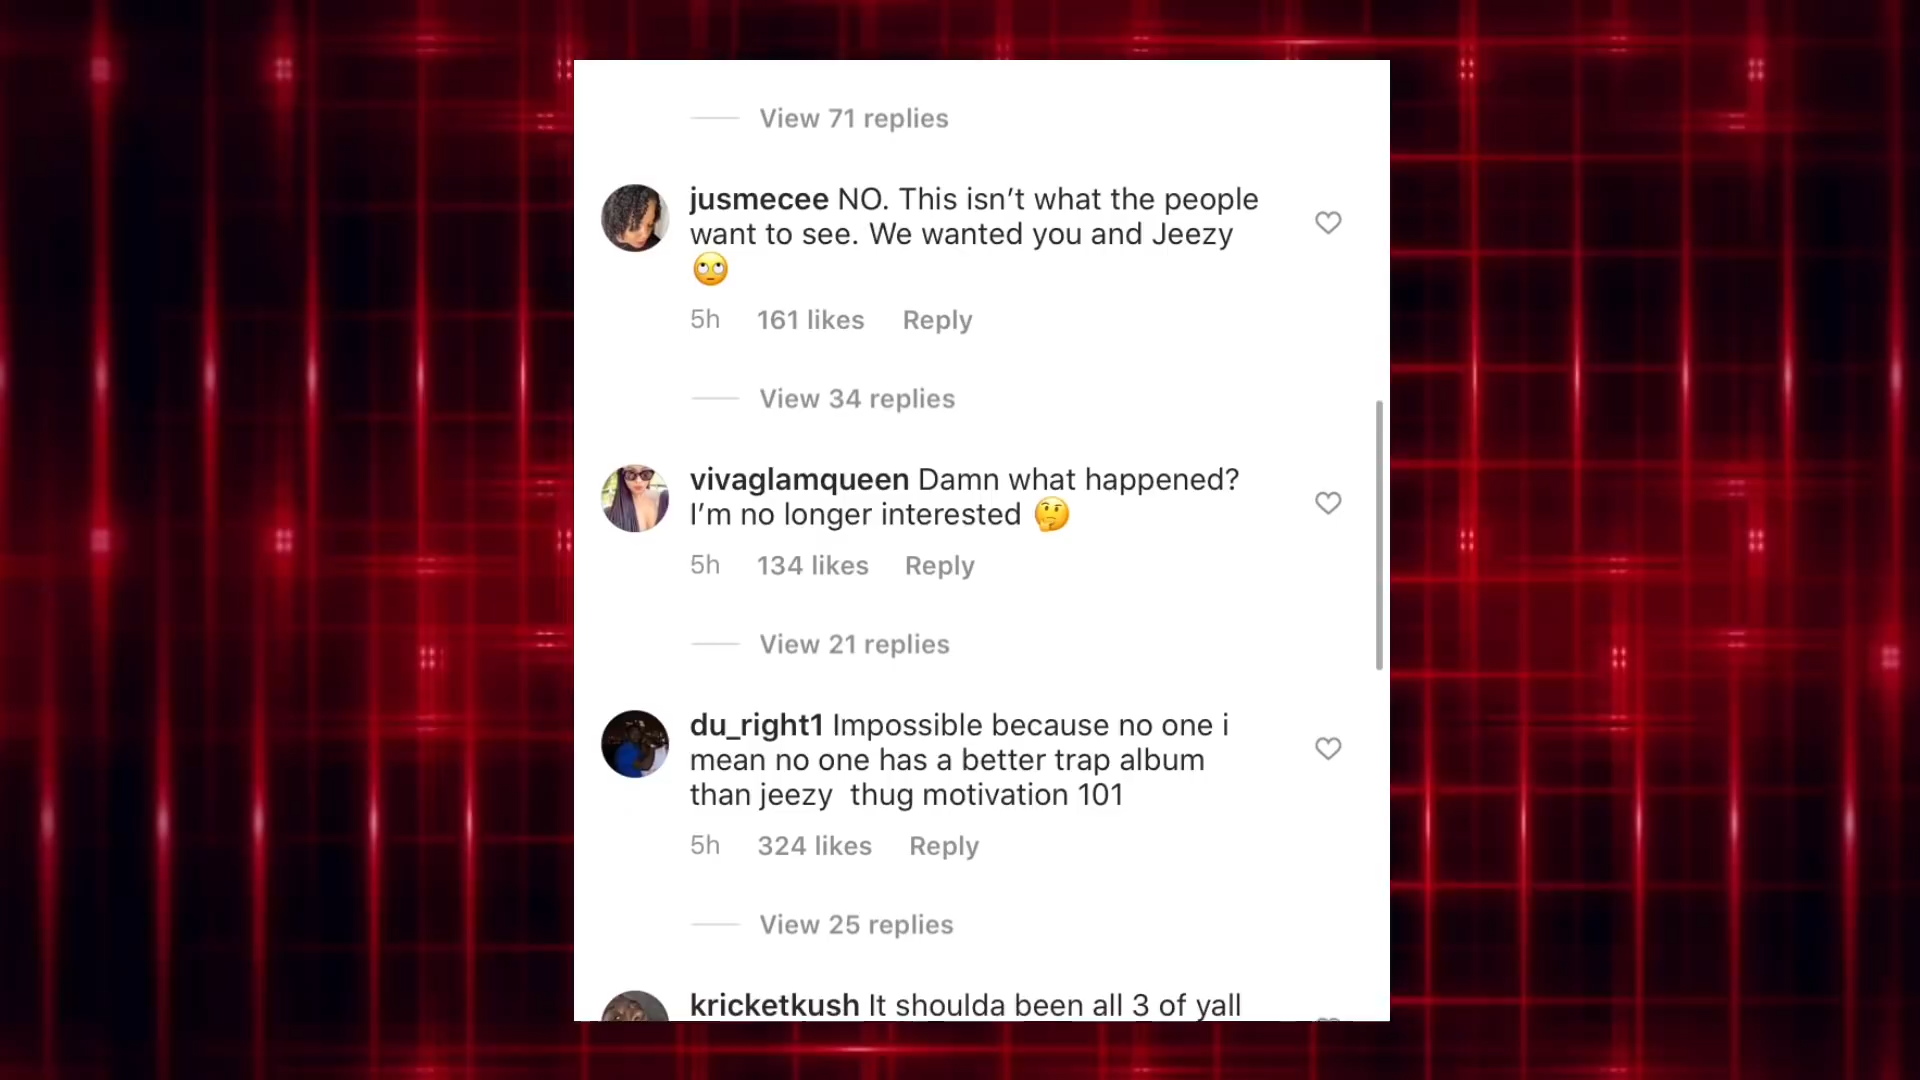 View 71 replies
jusmecee NO. This isn’t what the people
want to see. We wanted you and Jeezy
🙄
5h 161 likes Reply
View 34 replies
vivaglamqueen Damn what happened?
I’m no longer interested 🤔
5h 134 likes Reply
View 21 replies
du_right1 Impossible because no one i
mean no one has a better trap album
than jeezy  thug motivation 101
5h 324 likes Reply
View 25 replies
kricketkush It shoulda been all 3 of yall